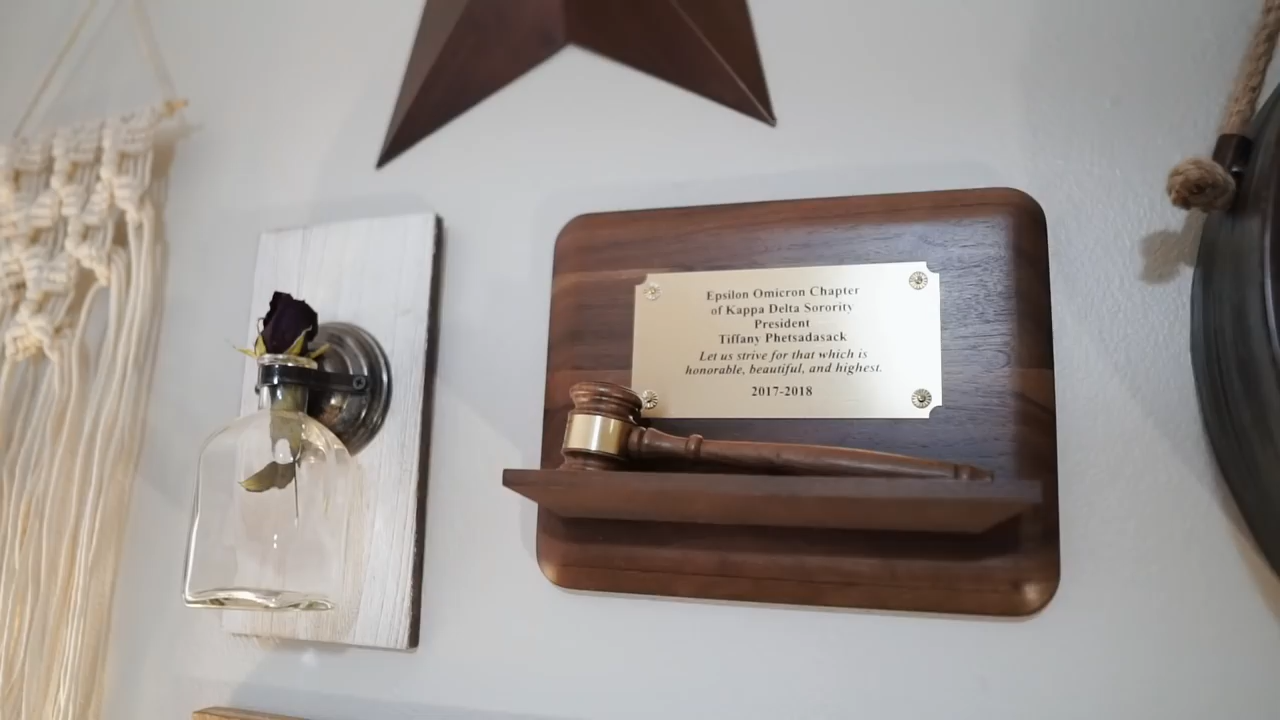 Epsilon Omicron Chapter
of Kappa Delta Sorority
President
Tiffany Phetsadasack
Let us strive for that which is
honorable, beautiful, and highest.
2017-2018